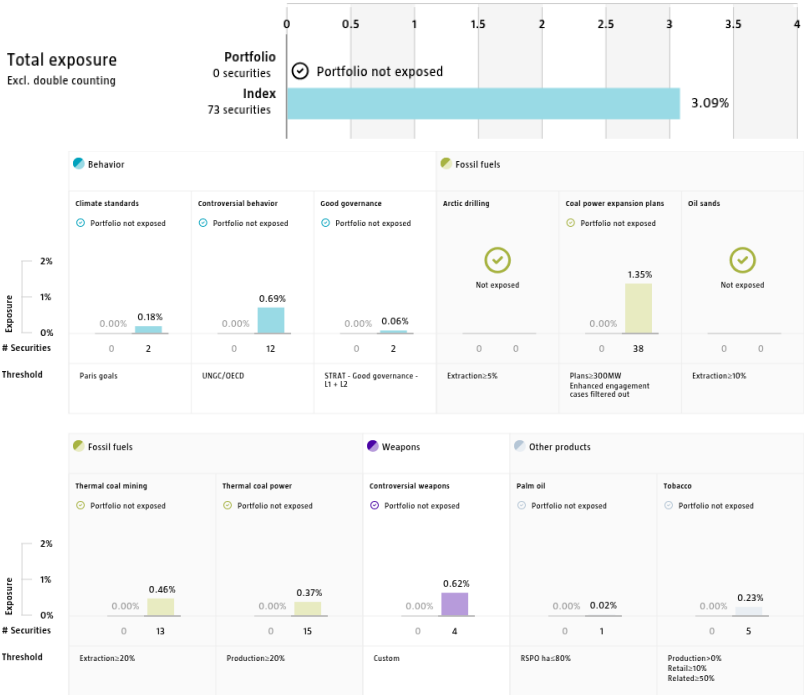 0 0.5 1 1.5 2 2.5 3 3.5 4
Total exposure
Excl. double counting
Portfolio
0 securities
Portfolio not exposed
Index
73 securities
3.09%
Behavior
Fossil fuels
Climate standards
Controversial behavior
Good governance
Arctic drilling
Coal power expansion plans
Oil sands
Portfolio not exposed
Portfolio not exposed
Portfolio not exposed
Portfolio not exposed
Not exposed
Not exposed
Exposure
2%
1%
0%
0.00% 0.18%
0.00% 0.69%
0.00% 0.06%
0.00% 1.35%
# Securities
0 2
0 12
0 2
0 0
0 38
0 0
Threshold
Paris goals
UNGC/OECD
STRAT - Good governance -
L1 + L2
Extraction≥5%
Plans≥300MW
Enhanced engagement
cases filtered out
Extraction≥10%
Fossil fuels
Weapons
Other products
Thermal coal mining
Thermal coal power
Controversial weapons
Palm oil
Tobacco
Portfolio not exposed
Portfolio not exposed
Portfolio not exposed
Portfolio not exposed
Portfolio not exposed
Exposure
2%
1%
0%
0.00% 0.46%
0.00% 0.37%
0.00% 0.62%
0.00% 0.02%
0.00% 0.23%
# Securities
0 13
0 15
0 4
0 1
0 5
Threshold
Extraction≥20%
Production≥20%
Custom
RSPO ha≤80%
Production>0%
Retail≥10%
Related≥50%